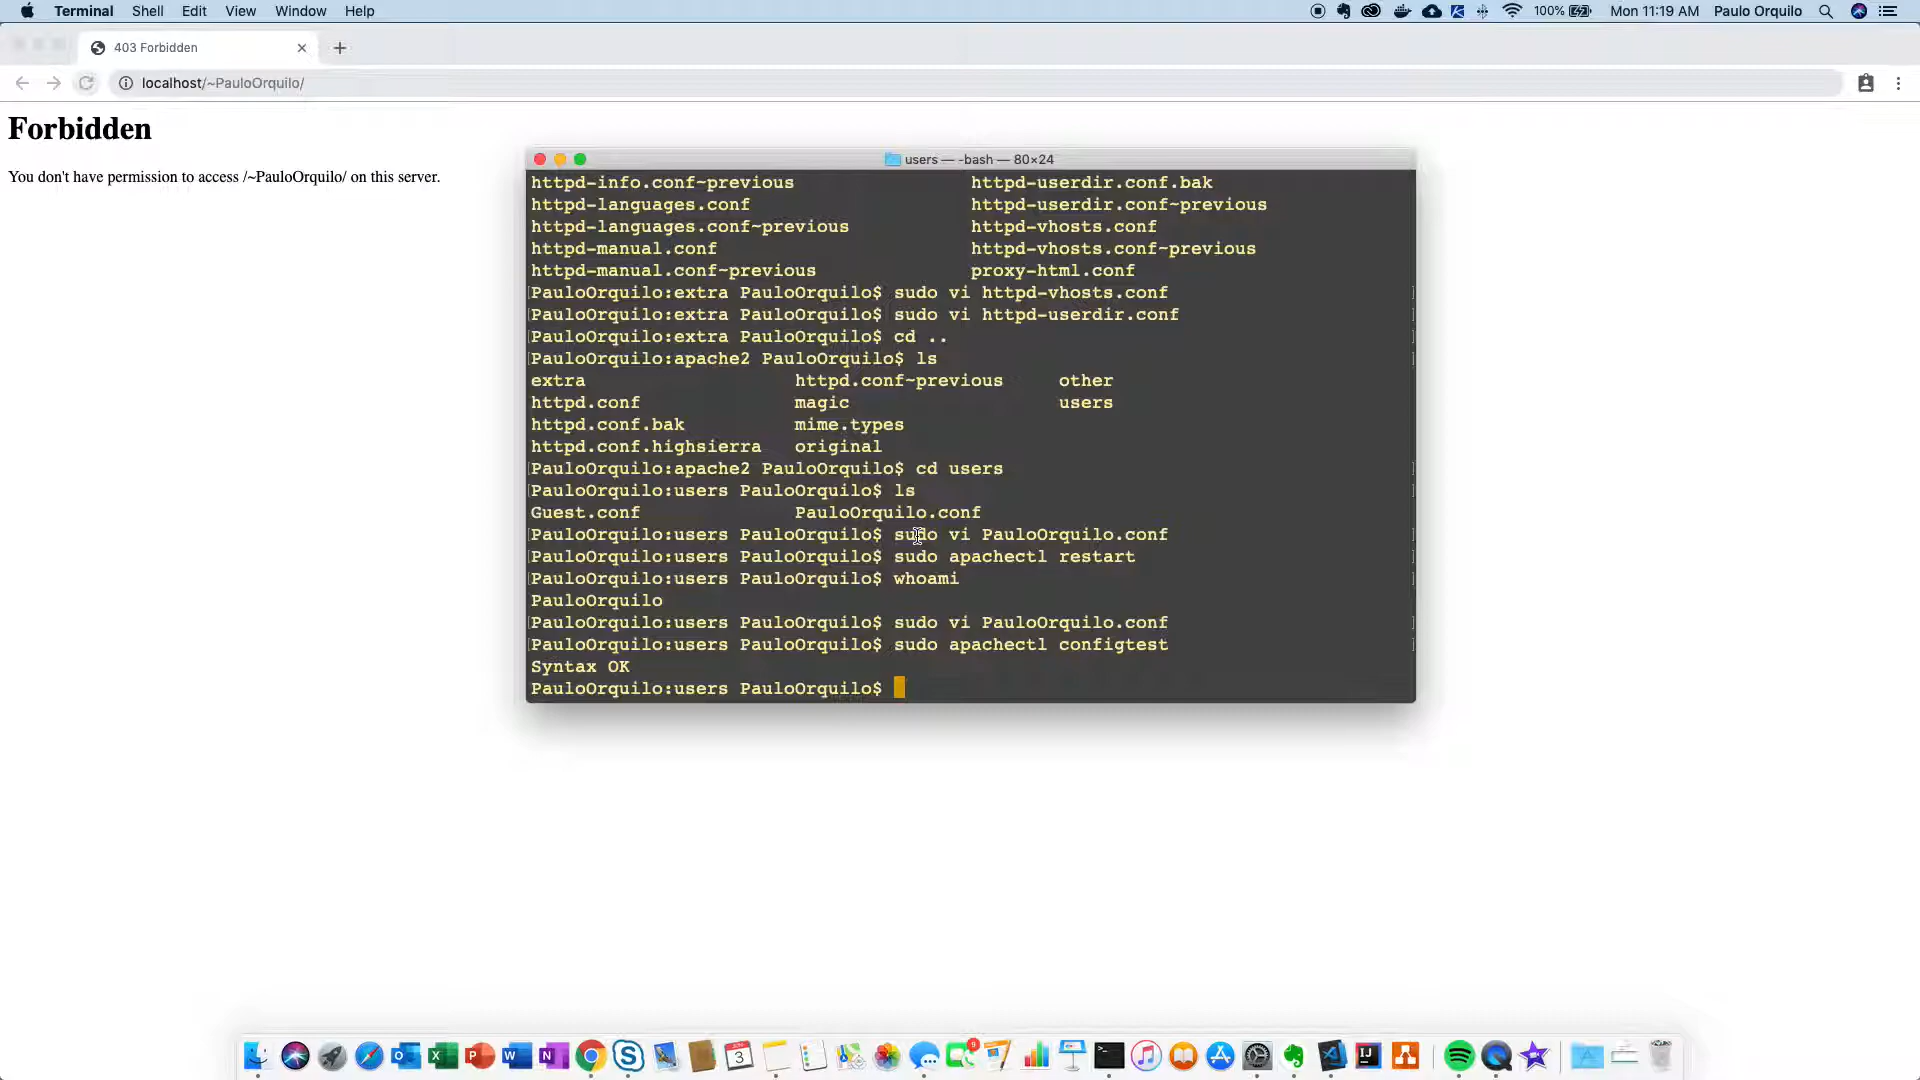 Terminal Shell Edit View Window Help 100% Mon 11:19 AM Paulo Orquilo
403 Forbidden
localhost/~PauloOrquilo/
Forbidden
You don't have permission to access /~PauloOrquilo/ on this server.
users — -bash — 80×24
httpd-info.conf~previous httpd-userdir.conf.bak
httpd-languages.conf httpd-userdir.conf~previous
httpd-languages.conf~previous httpd-vhosts.conf
httpd-manual.conf httpd-vhosts.conf~previous
httpd-manual.conf~previous proxy-html.conf
[PauloOrquilo:extra PauloOrquilo$ sudo vi httpd-vhosts.conf ]
[PauloOrquilo:extra PauloOrquilo$ sudo vi httpd-userdir.conf ]
[PauloOrquilo:extra PauloOrquilo$ cd .. ]
[PauloOrquilo:apache2 PauloOrquilo$ ls ]
extra httpd.conf~previous other
httpd.conf magic users
httpd.conf.bak mime.types
httpd.conf.highsierra original
[PauloOrquilo:apache2 PauloOrquilo$ cd users ]
[PauloOrquilo:users PauloOrquilo$ ls ]
Guest.conf PauloOrquilo.conf
[PauloOrquilo:users PauloOrquilo$ sudo vi PauloOrquilo.conf ]
[PauloOrquilo:users PauloOrquilo$ sudo apachectl restart ]
[PauloOrquilo:users PauloOrquilo$ whoami ]
PauloOrquilo
[PauloOrquilo:users PauloOrquilo$ sudo vi PauloOrquilo.conf ]
[PauloOrquilo:users PauloOrquilo$ sudo apachectl configtest ]
Syntax OK
PauloOrquilo:users PauloOrquilo$
9
3